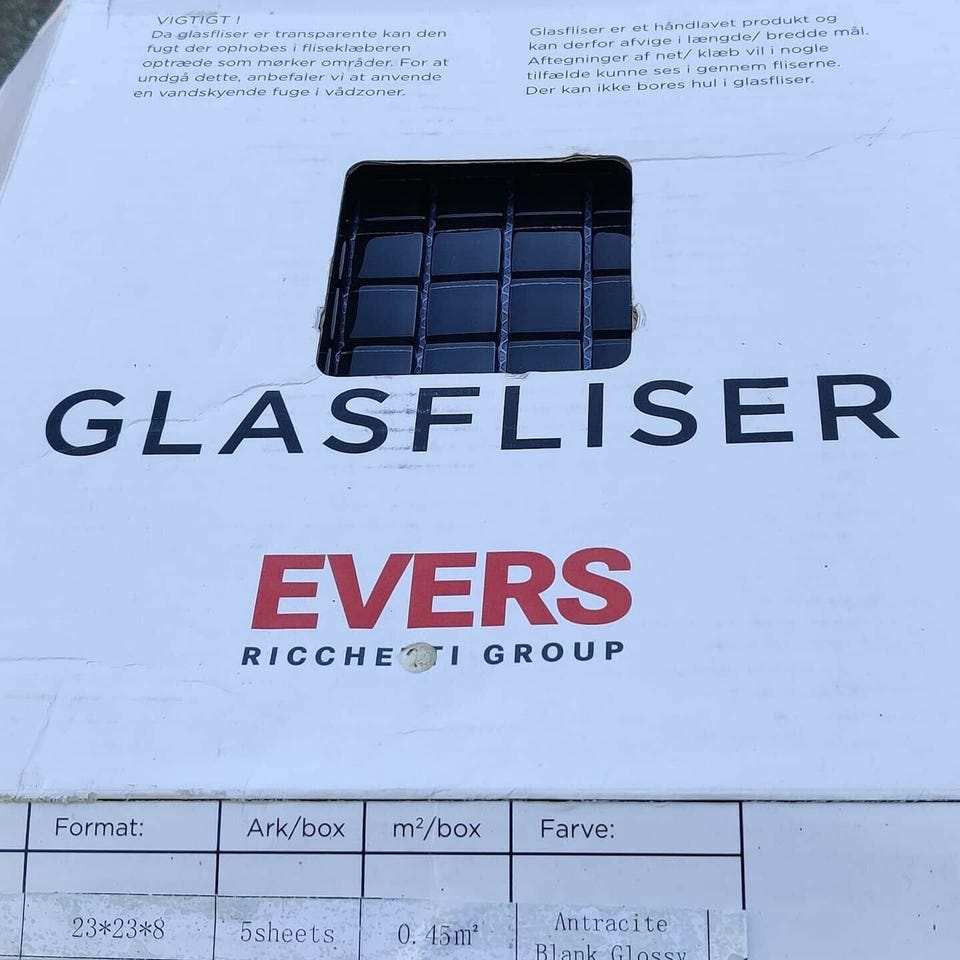 VIGTIGT !
Da glasfliser er transparente kan den
fugt der ophobes i fliseklæberen
optræde som mørker områder. For at
undgå dette, anbefaler vi at anvende
en vandskyende fuge i vådzoner.
Glasfliser er et håndlavet produkt og
kan derfor afvige i længde/ bredde mål.
Aftegninger af net/ klæb vil i nogle
tilfælde kunne ses i gennem fliserne.
Der kan ikke bores hul i glasfliser.
GLASFLISER
EVERS
RICCHETTI GROUP
Format: Ark/box m²/box Farve:
23*23*8 5sheets 0.45m² Antracite
Blank Glossy